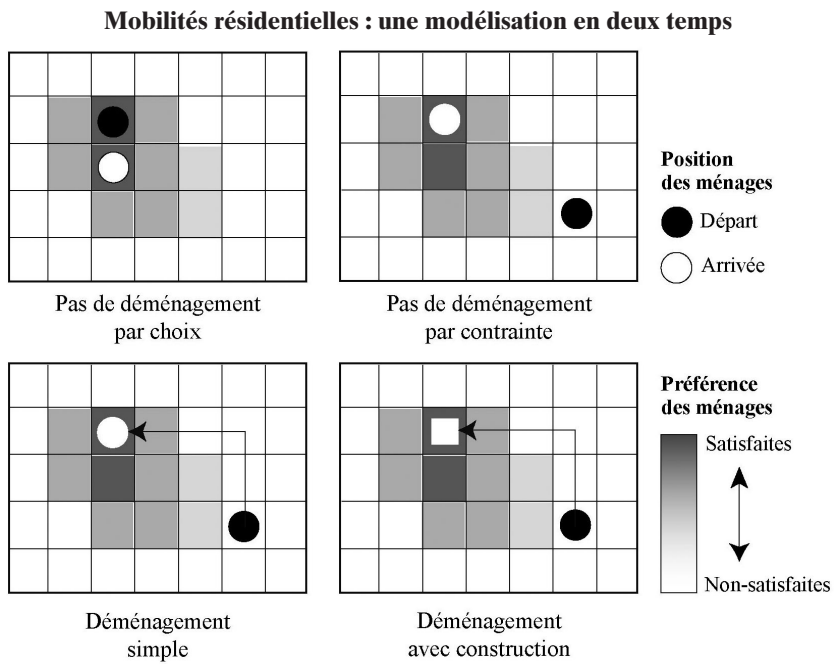 Mobilités résidentielles : une modélisation en deux temps
Position
des ménages
Départ
Arrivée
Pas de déménagement
par choix
Pas de déménagement
par contrainte
Préférence
des ménages
Satisfaites
Non-satisfaites
Déménagement
simple
Déménagement
avec construction